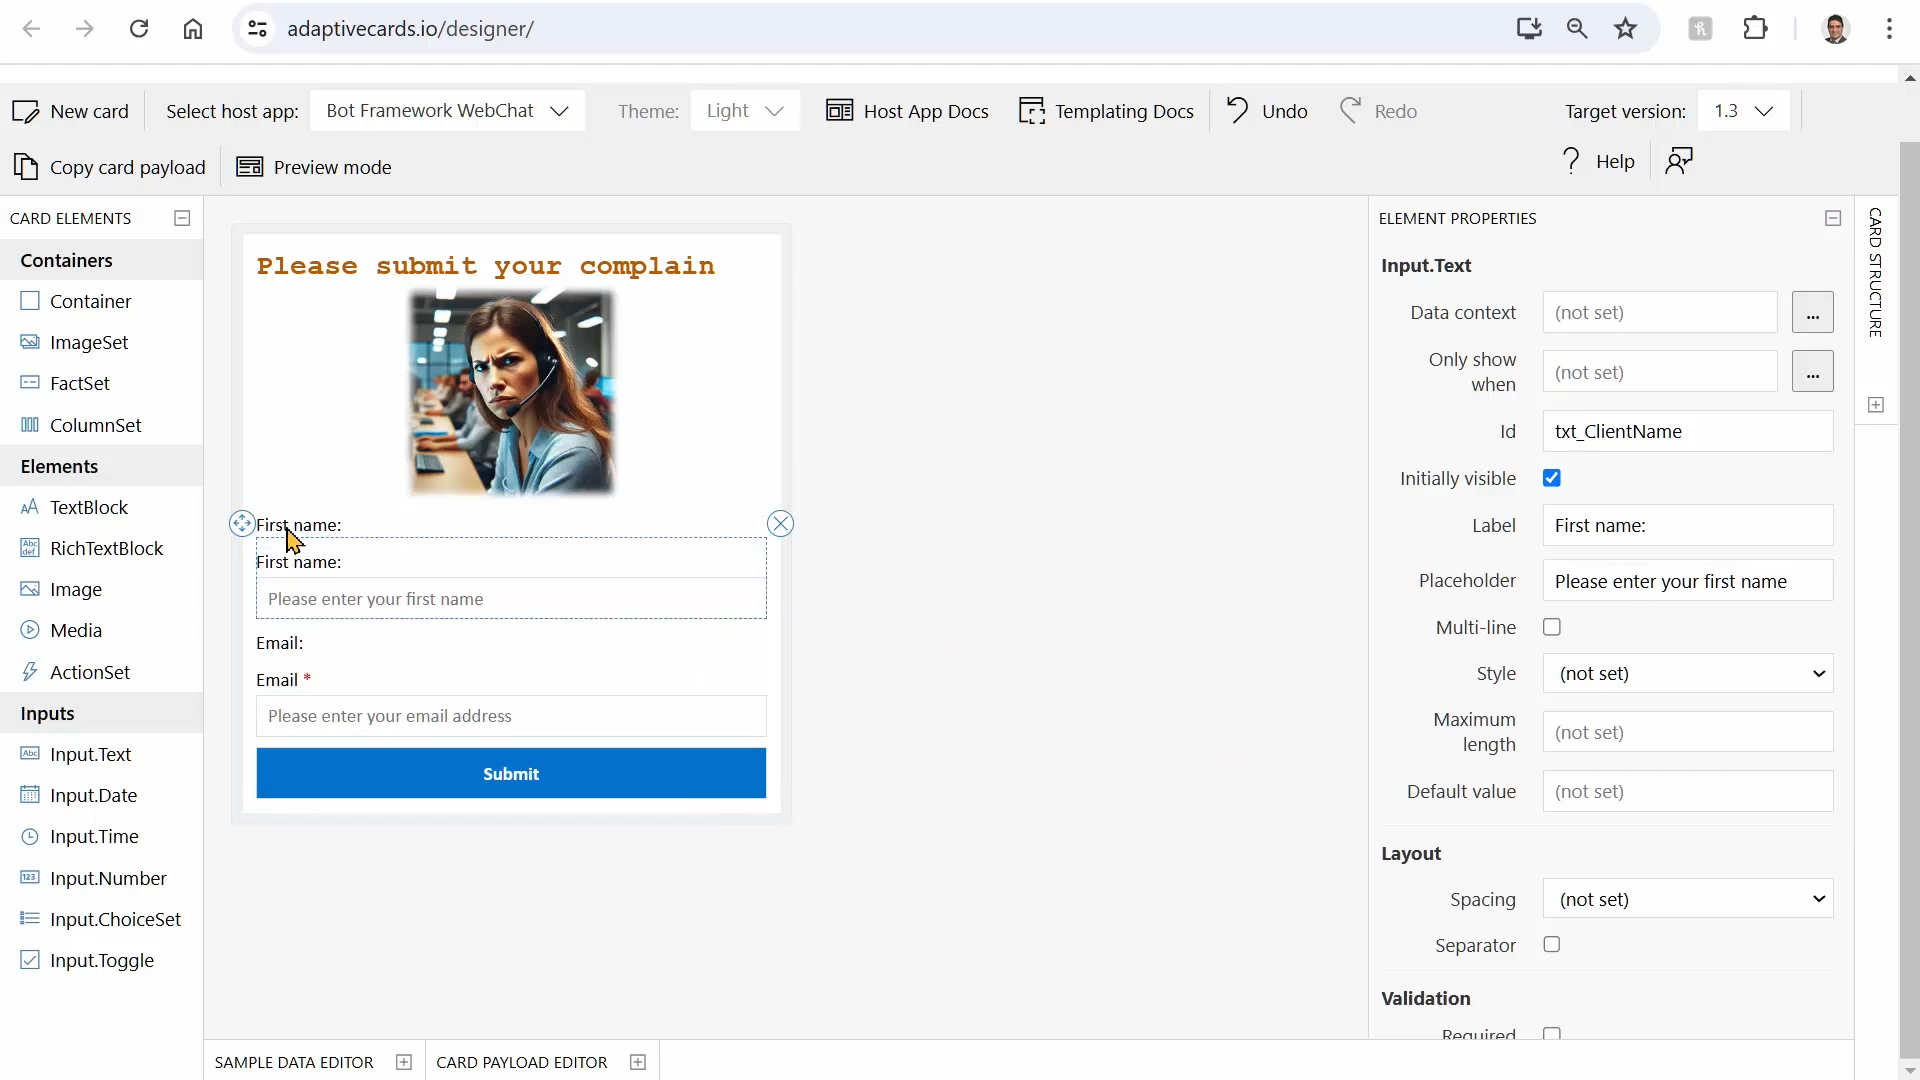 adaptivecards.io/designer/
New card
Select host app:
Bot Framework WebChat
Theme:
Light
Host App Docs
Templating Docs
Undo
Redo
Target version:
1.3
Copy card payload
Preview mode
Help
CARD ELEMENTS
Containers
Container
ImageSet
FactSet
ColumnSet
Elements
TextBlock
RichTextBlock
Image
Media
ActionSet
Inputs
Input.Text
Input.Date
Input.Time
Input.Number
Input.ChoiceSet
Input.Toggle
Please submit your complain
First name:
First name:
Please enter your first name
Email:
Email *
Please enter your email address
Submit
ELEMENT PROPERTIES
Input.Text
Data context
(not set)
...
Only show
when
(not set)
...
Id
txt_ClientName
Initially visible
Label
First name:
Placeholder
Please enter your first name
Multi-line
Style
(not set)
Maximum
length
(not set)
Default value
(not set)
Layout
Spacing
(not set)
Separator
Validation
Required
CARD STRUCTURE
SAMPLE DATA EDITOR
CARD PAYLOAD EDITOR